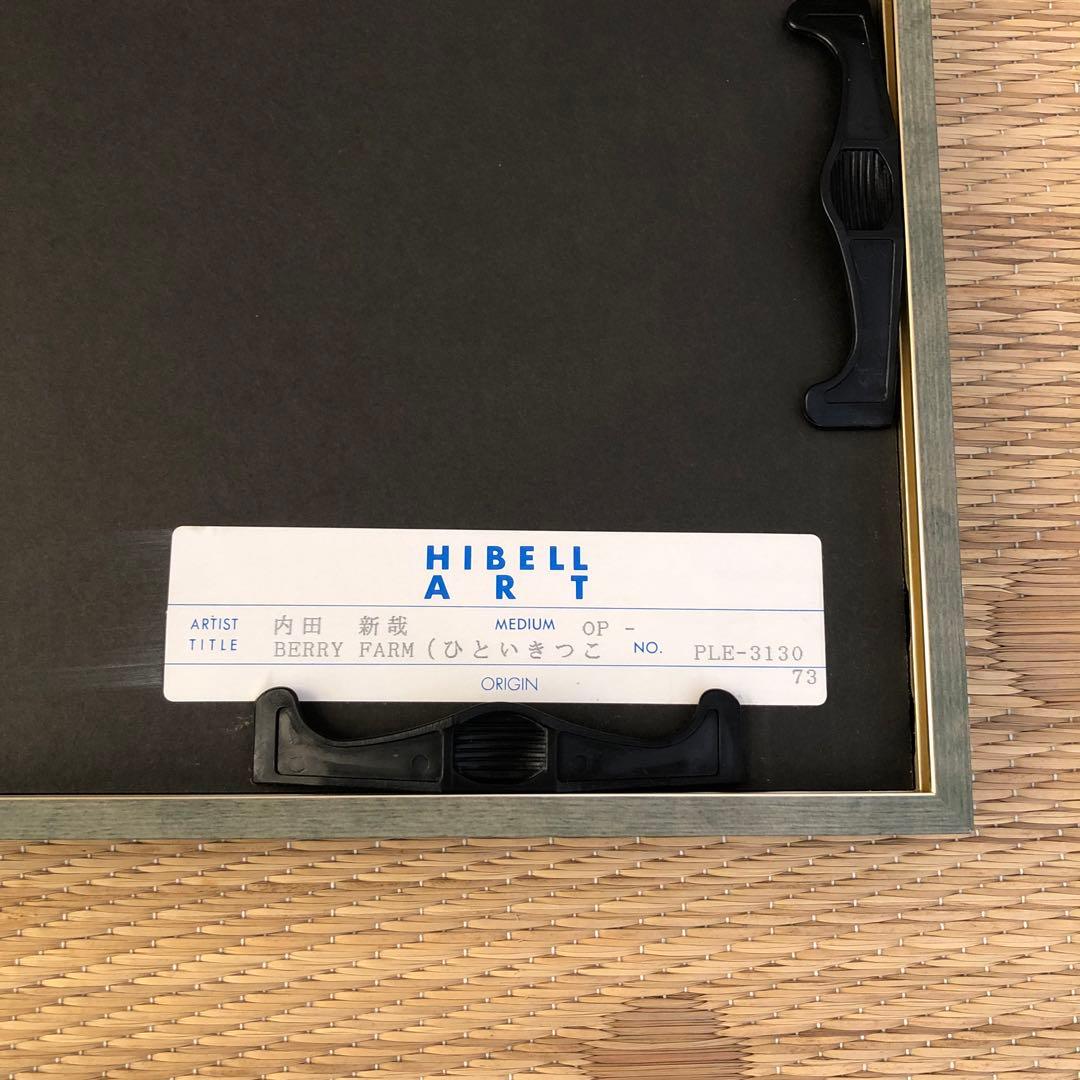 HIBELL
ART
ARTIST 内田 新哉 MEDIUM OP -
TITLE BERRY FARM(ひといきつこ NO. PLE-3130
73
ORIGIN